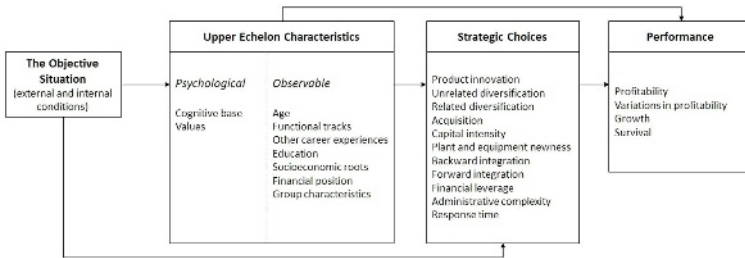 The Objective
Situation
(external and internal
conditions)
Upper Echelon Characteristics
Psychological
Cognitive base
Values
Observable
Age
Functional tracks
Other career experiences
Education
Socioeconomic roots
Financial position
Group characteristics
Strategic Choices
Product innovation
Unrelated diversification
Related diversification
Acquisition
Capital intensity
Plant and equipment newness
Backward integration
Forward integration
Financial leverage
Administrative complexity
Response time
Performance
Profitability
Variations in profitability
Growth
Survival